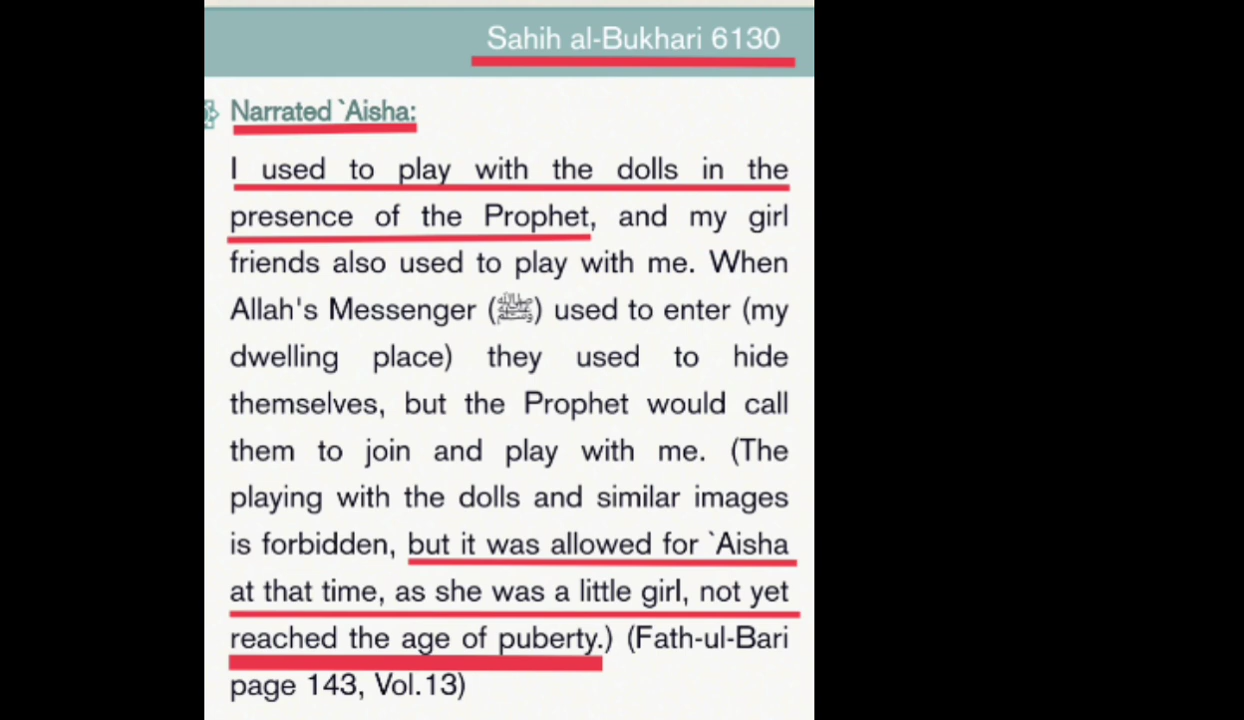 Sahih al-Bukhari 6130
Narrated `Aisha:
I used to play with the dolls in the
presence of the Prophet, and my girl
friends also used to play with me. When
Allah's Messenger (ﷺ) used to enter (my
dwelling place) they used to hide
themselves, but the Prophet would call
them to join and play with me. (The
playing with the dolls and similar images
is forbidden, but it was allowed for `Aisha
at that time, as she was a little girl, not yet
reached the age of puberty.) (Fath-ul-Bari
page 143, Vol.13)